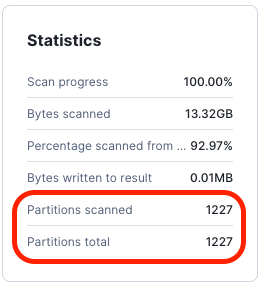 Statistics
Scan progress 100.00%
Bytes scanned 13.32GB
Percentage scanned from ... 92.97%
Bytes written to result 0.01MB
Partitions scanned 1227
Partitions total 1227